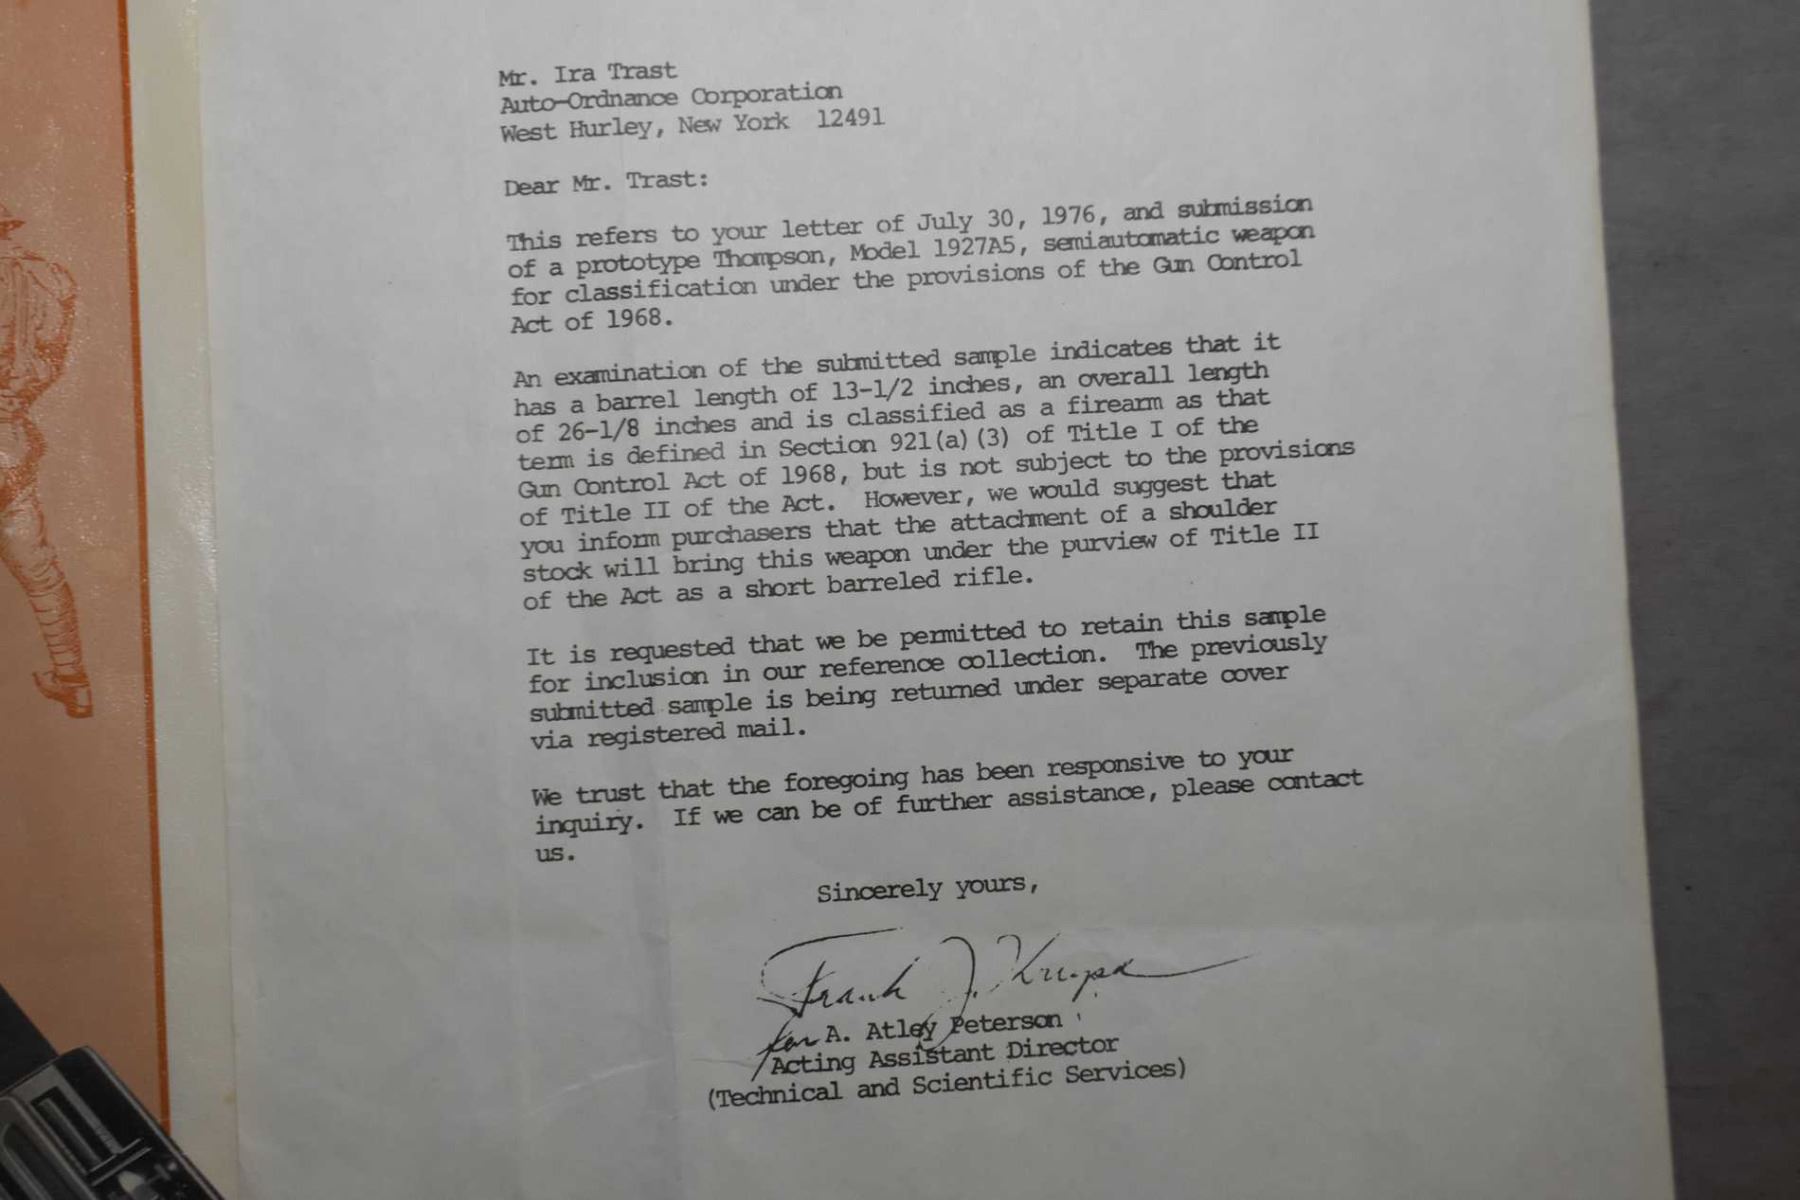 Mr. Ira Trast
Auto-Ordnance Corporation
West Hurley, New York 12491
Dear Mr. Trast:
This refers to your letter of July 30, 1976, and submission
of a prototype Thompson, Model 1927A5, semiautomatic weapon
for classification under the provisions of the Gun Control
Act of 1968.
An examination of the submitted sample indicates that it
has a barrel length of 13-1/2 inches, an overall length
of 26-1/8 inches and is classified as a firearm as that
term is defined in Section 921(a)(3) of Title I of the
Gun Control Act of 1968, but is not subject to the provisions
of Title II of the Act. However, we would suggest that
you inform purchasers that the attachment of a shoulder
stock will bring this weapon under the purview of Title II
of the Act as a short barreled rifle.
It is requested that we be permitted to retain this sample
for inclusion in our reference collection. The previously
submitted sample is being returned under separate cover
via registered mail.
We trust that the foregoing has been responsive to your
inquiry. If we can be of further assistance, please contact
us.
Sincerely yours,
Frank J. Krupa
for A. Atley Peterson
Acting Assistant Director
(Technical and Scientific Services)